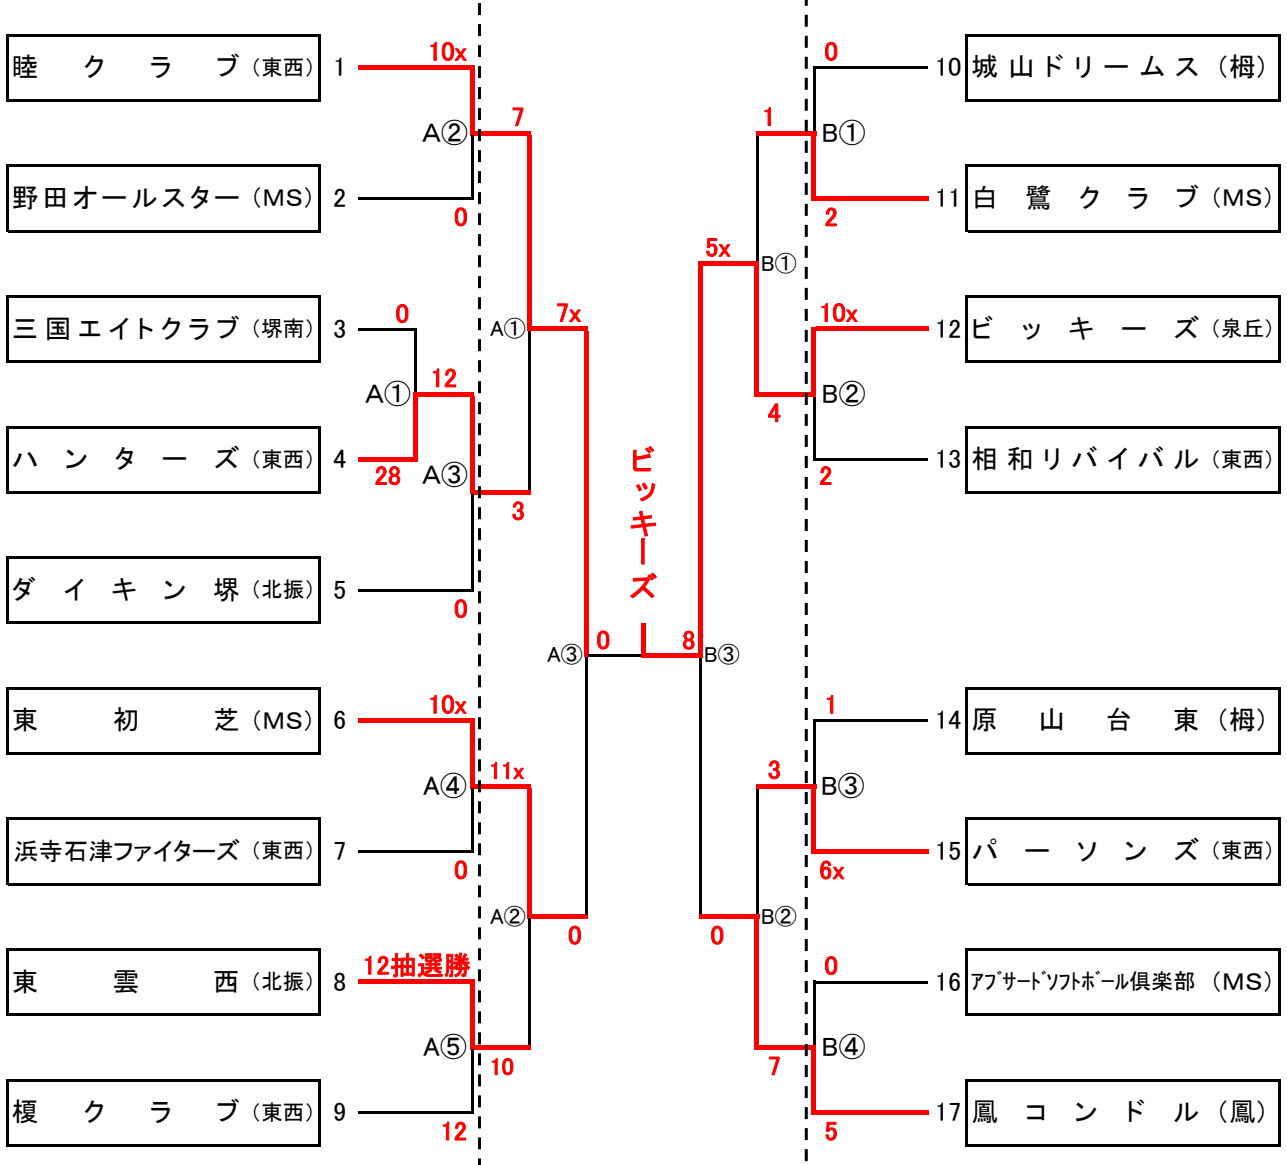 睦クラブ（東西） 1
10x
A②
7
野田オールスター（MS） 2
0
三国エイトクラブ（堺南） 3
0
A①
12
A①
7x
ハンターズ（東西） 4
28
A③
3
ダイキン堺（北振） 5
0
A③
0
東初芝（MS） 6
10x
A④
11x
浜寺石津ファイターズ（東西） 7
0
A②
0
東雲西（北振） 8
12抽選勝
A⑤
10
榎クラブ（東西） 9
12
ビッキーズ
0
10 城山ドリームス（栂）
1
B①
11 白鷺クラブ（MS）
2
5x
B①
10x
12 ビッキーズ（泉丘）
4
B②
13 相和リバイバル（東西）
2
8
B③
1
14 原山台東（栂）
3
B③
15 パーソンズ（東西）
6x
B②
0
0
16 アブサードソフトボール倶楽部（MS）
7
B④
17 鳳コンドル（鳳）
5